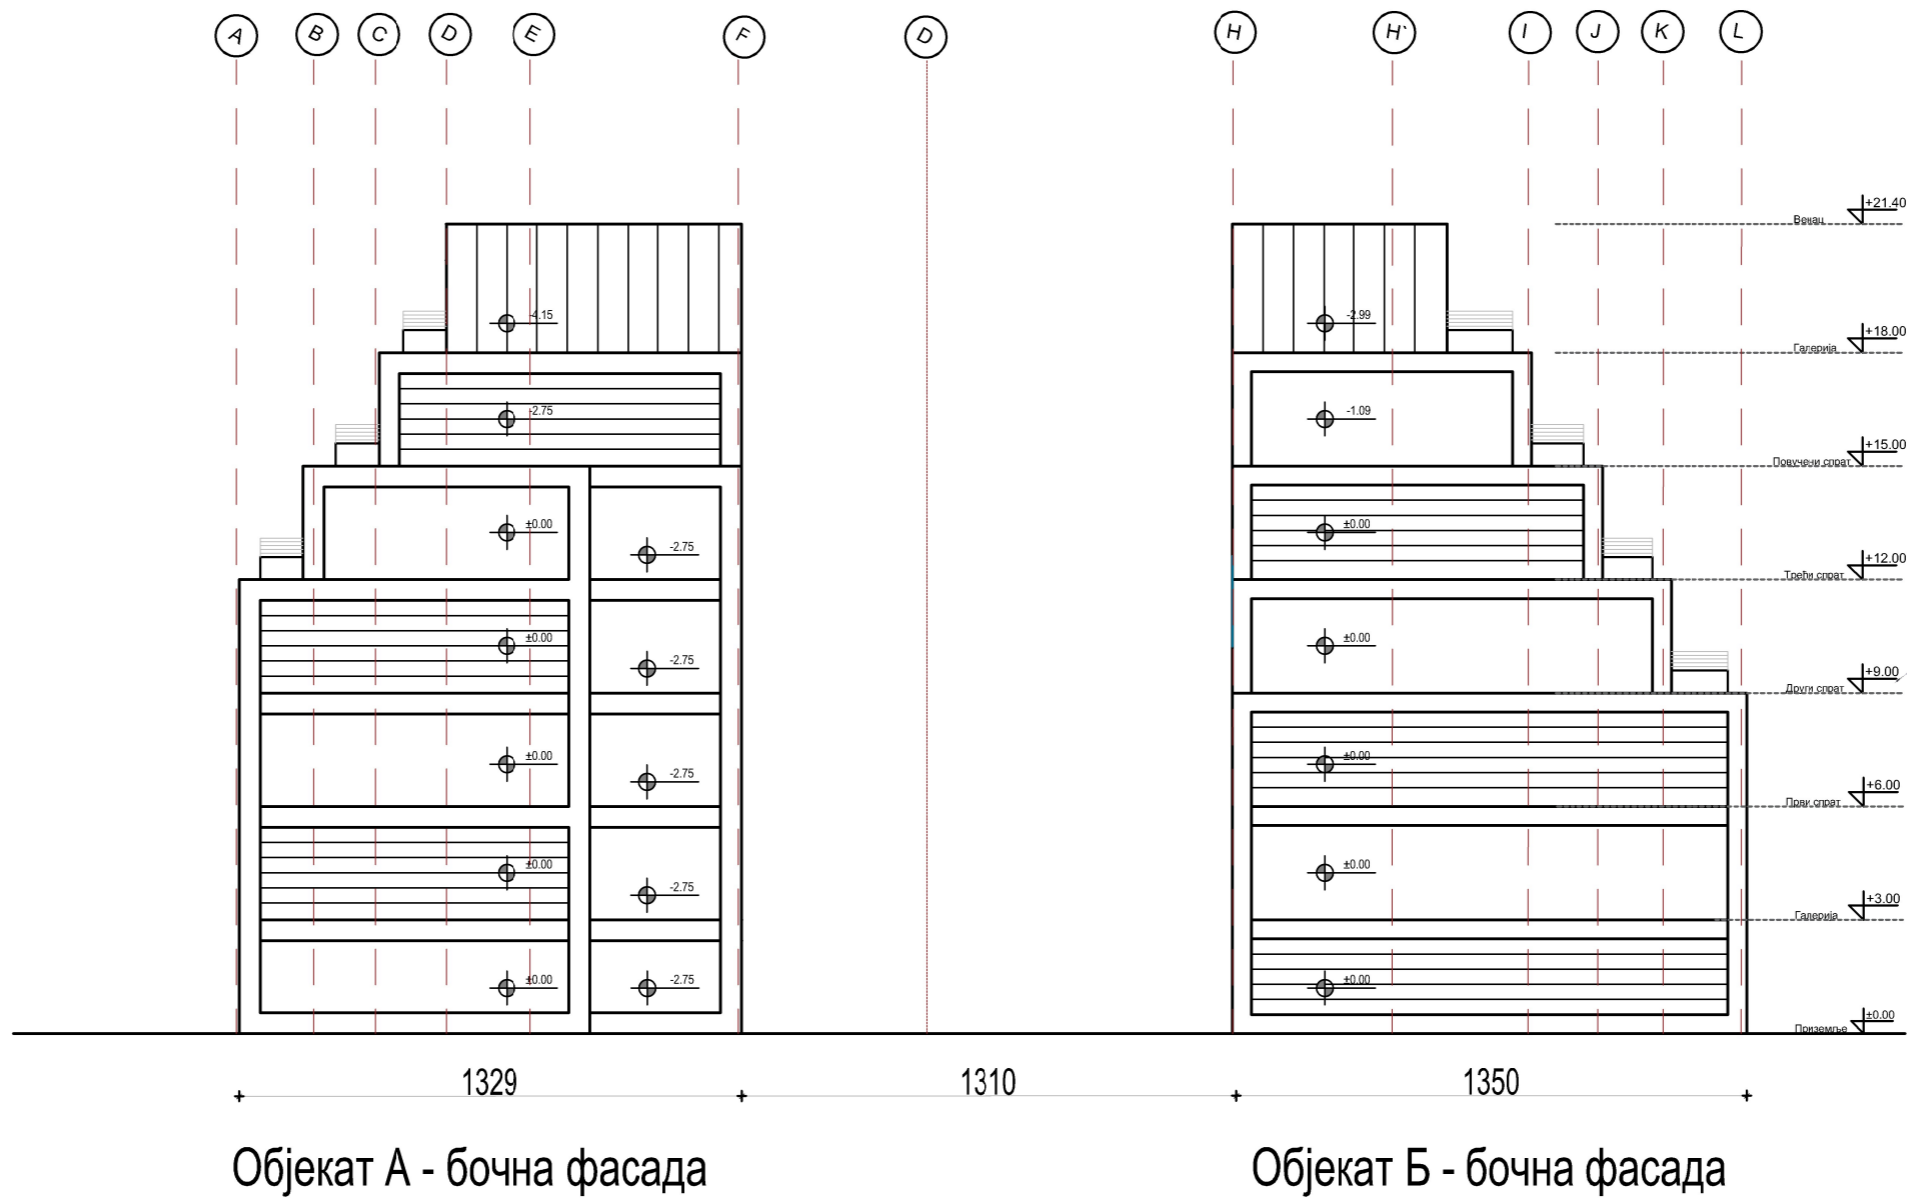 A B C D E F D H H` I J K L
+21.40
Венац
-4.15 -2.99
+18.00
Галерија
-2.75 -1.09
+15.00
Повучени спрат
±0.00 ±0.00
-2.75
+12.00
Трећи спрат
±0.00 ±0.00
-2.75
+9.00
Други спрат
±0.00 ±0.00
-2.75
+6.00
Први спрат
±0.00 ±0.00
-2.75
+3.00
Галерија
±0.00 -2.75 ±0.00
±0.00
Приземље
1329 1310 1350
Објекат А - бочна фасада Објекат Б - бочна фасада